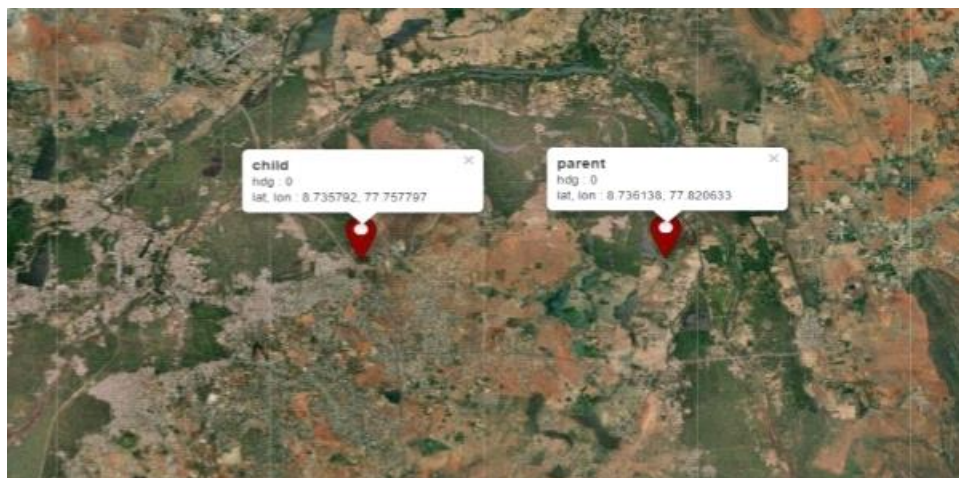 child
hdg : 0
lat, lon : 8.735792, 77.757797
parent
hdg : 0
lat, lon : 8.736138, 77.820633